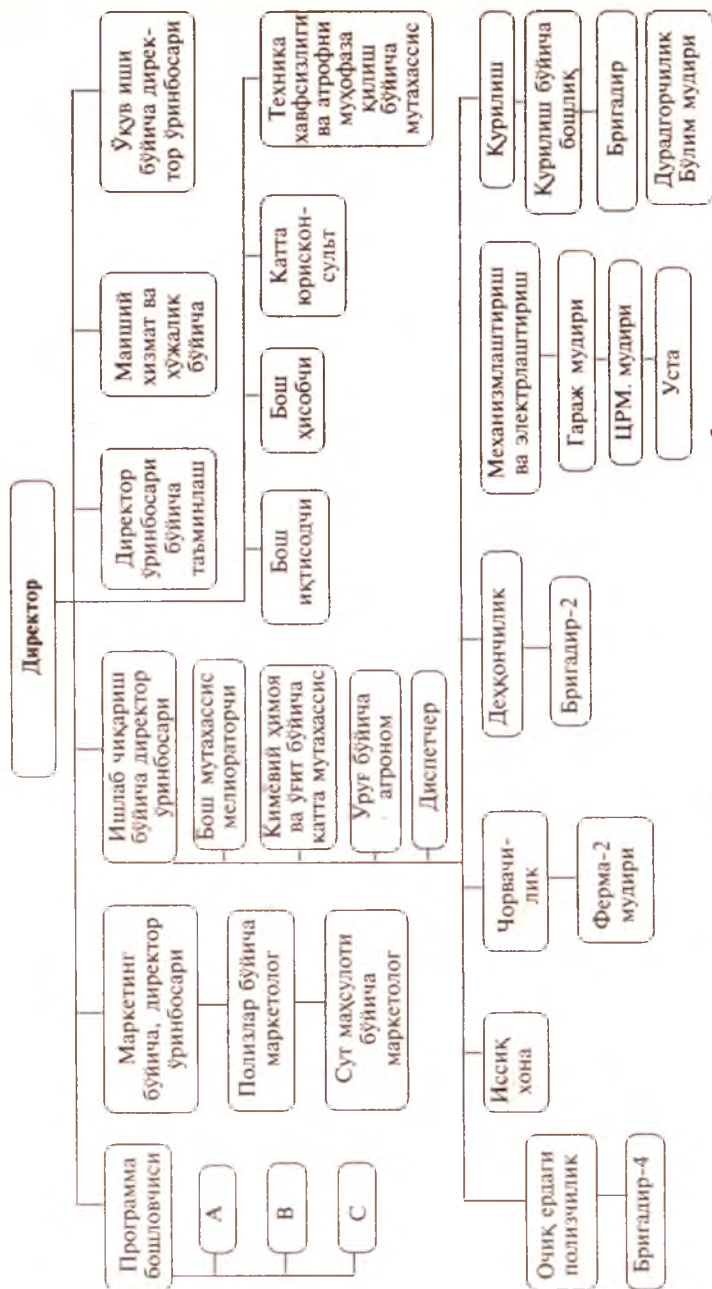 Директор
Программа
бошловчиси
А
В
С
Маркетинг
бўйича, директор
ўринбосари
Полизлар бўйича
маркетолог
Сут маҳсулоти
бўйича
маркетолог
Ишлаб чиқариш
бўйича директор
ўринбосари
Бош мутахассис
мелиораторчи
Кимёвий ҳимоя
ва ўғит бўйича
катта мутахассис
Уруғ бўйича
агроном
Диспетчер
Директор
ўринбосари
бўйича
таъминлаш
Маиший
хизмат ва
хўжалик
бўйича
Ўқув иши
бўйича дирек-
тор ўринбосари
Бош
иқтисодчи
Бош
ҳисобчи
Катта
юрискон-
сульт
Техника
хавфсизлиги
ва атрофни
муҳофаза
қилиш
бўйича
мутахассис
Очиқ ердаги
полизчилик
Бригадир-4
Иссиқ
хона
Чорвачи-
лик
Ферма-2
мудири
Деҳқончилик
Бригадир-2
Механизмлаштириш
ва электрлаштириш
Гараж мудири
ЦРМ. мудири
Уста
Қурилиш
Қурилиш бўйича
бошлиқ
Бригадир
Дурадгорчилик
Бўлим мудири